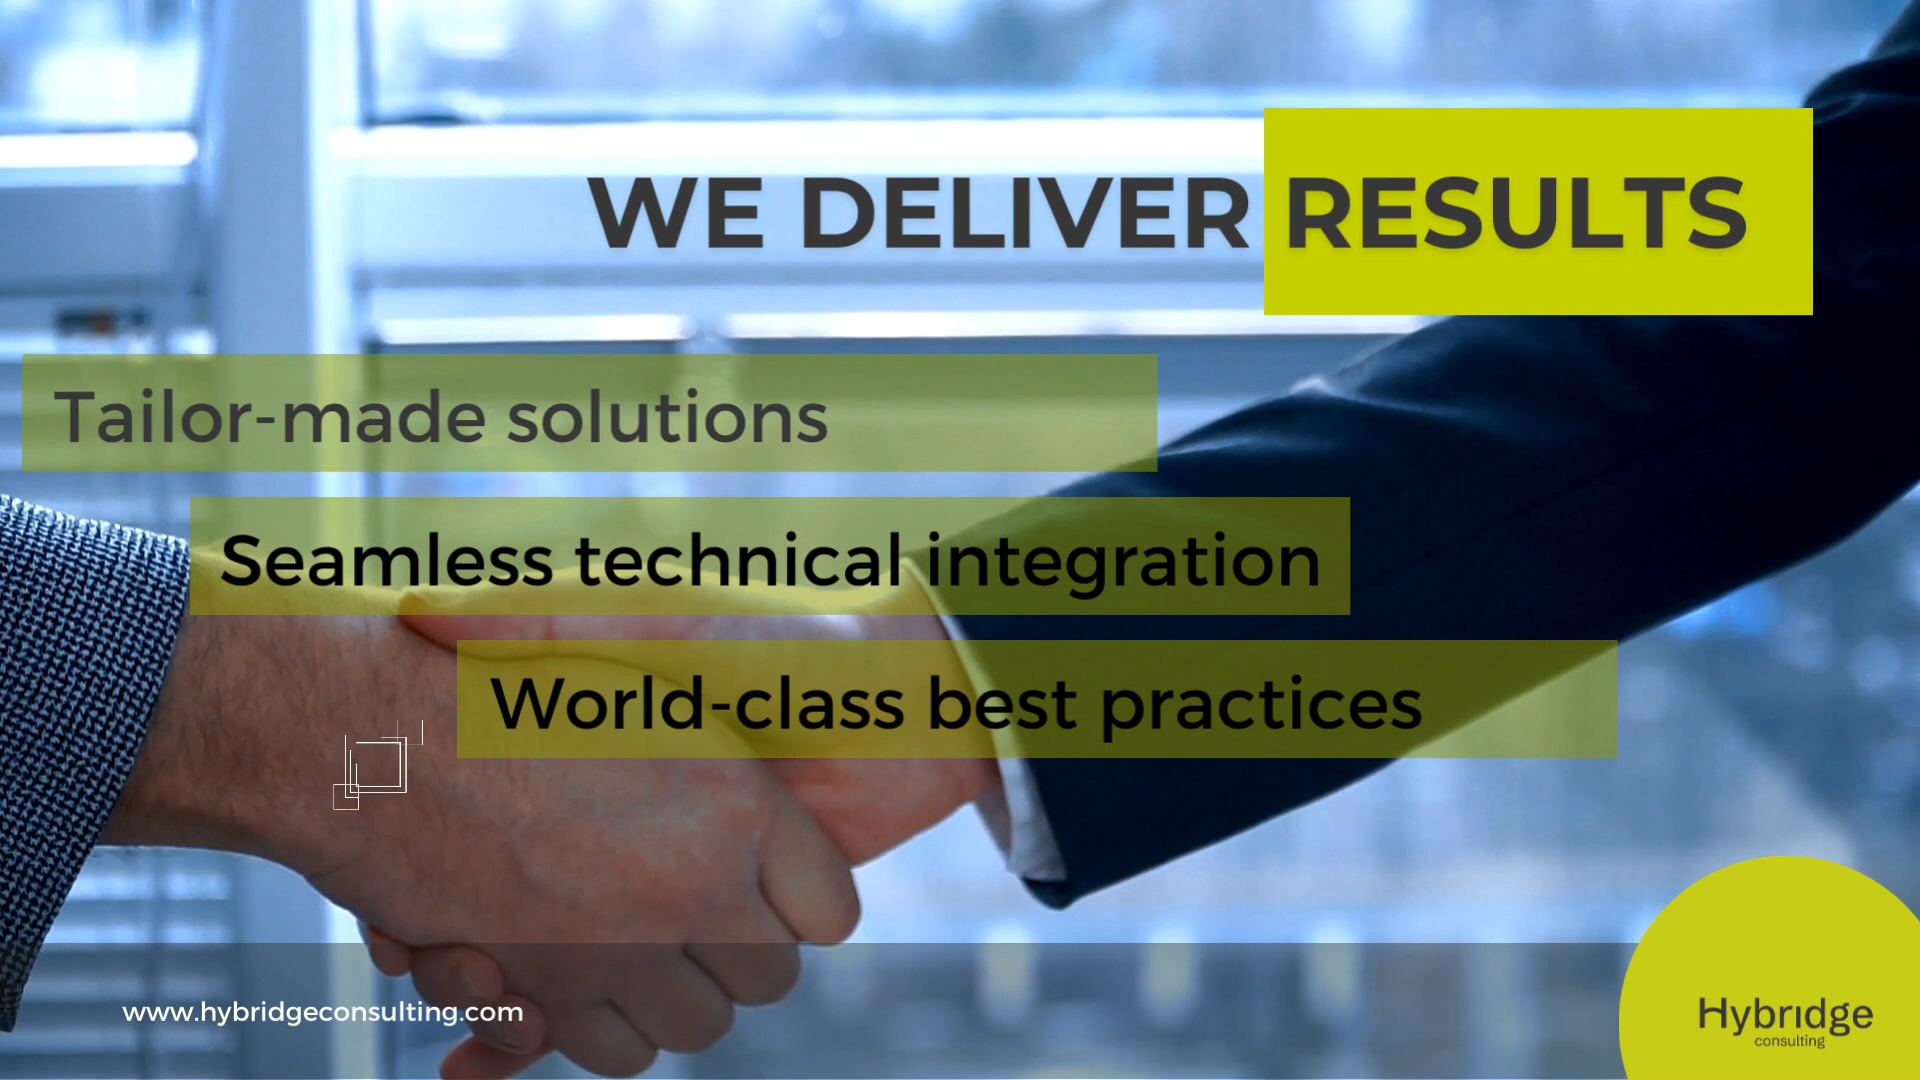 WE DELIVER RESULTS
Tailor-made solutions
Seamless technical integration
World-class best practices
www.hybridgeconsulting.com
Hybridge
consulting